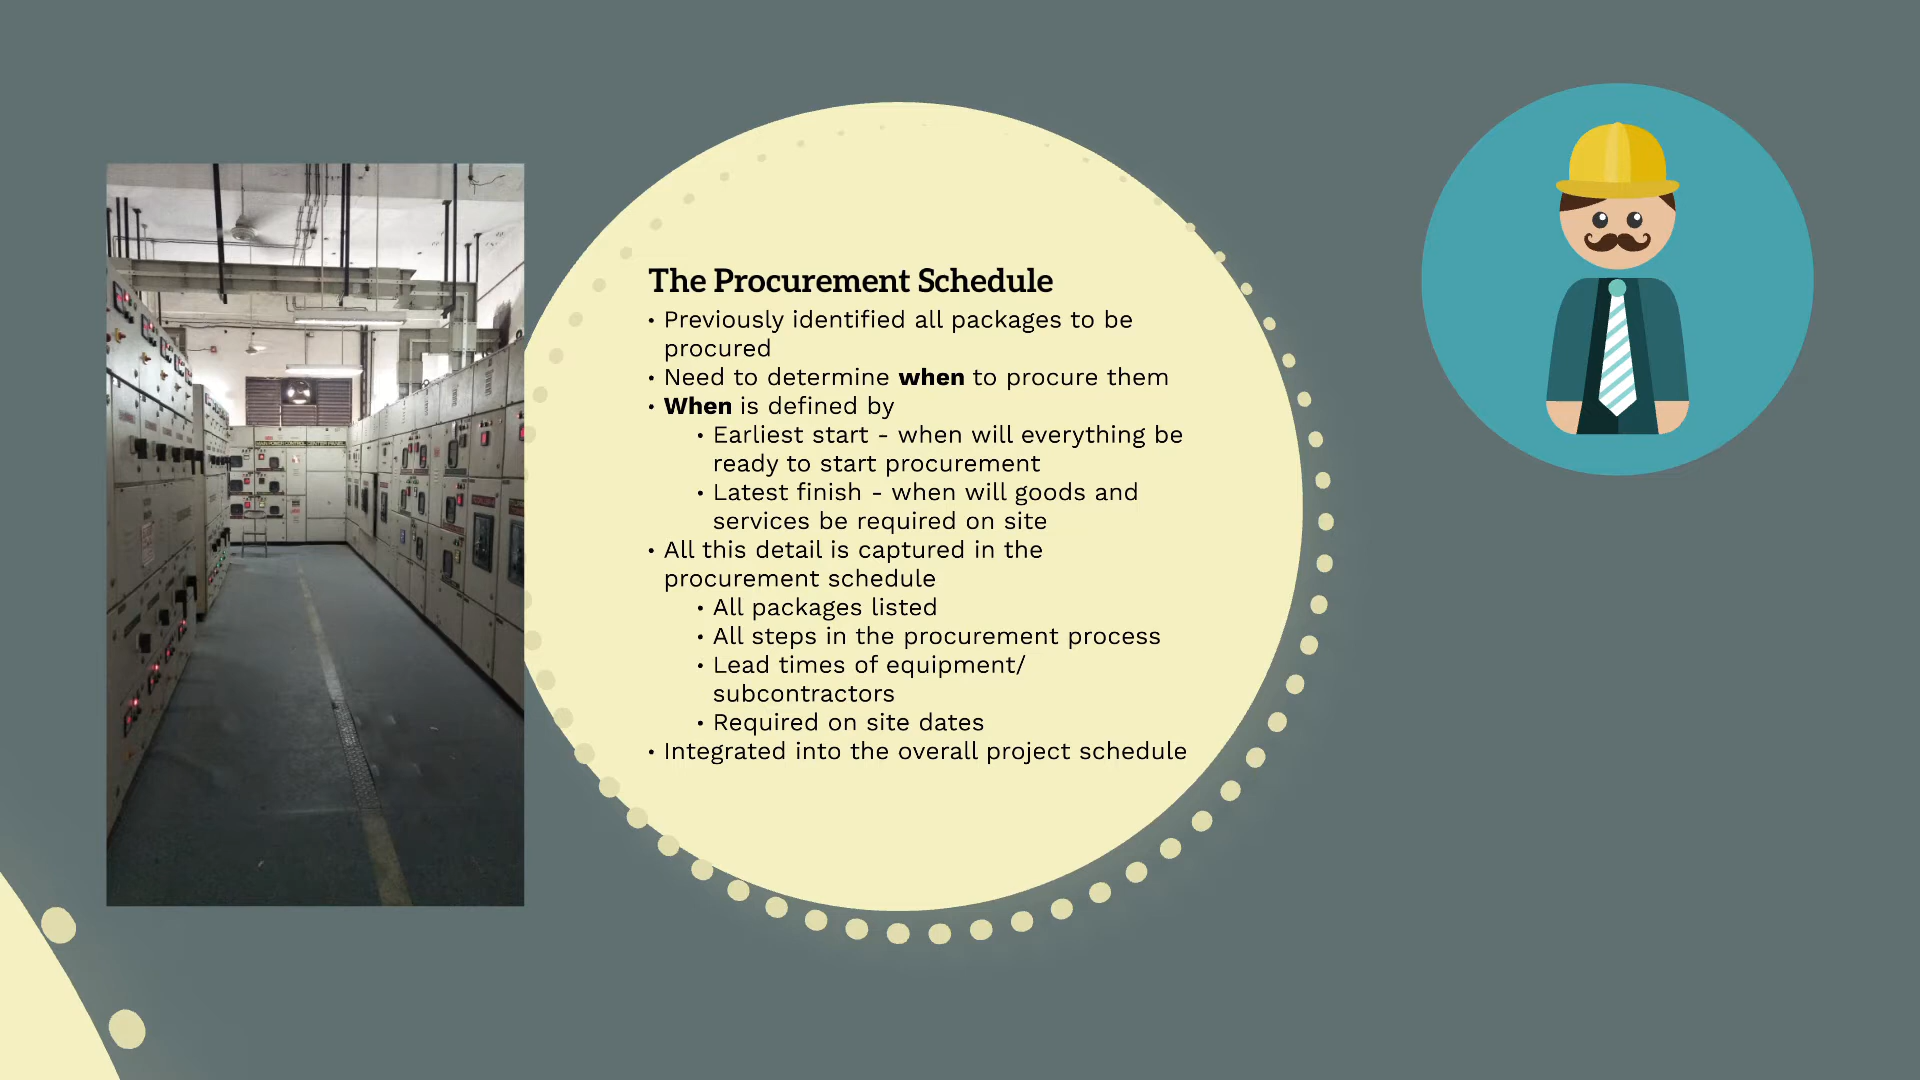 The Procurement Schedule
• Previously identified all packages to be
procured
• Need to determine when to procure them
• When is defined by
• Earliest start - when will everything be
ready to start procurement
• Latest finish - when will goods and
services be required on site
• All this detail is captured in the
procurement schedule
• All packages listed
• All steps in the procurement process
• Lead times of equipment/
subcontractors
• Required on site dates
• Integrated into the overall project schedule